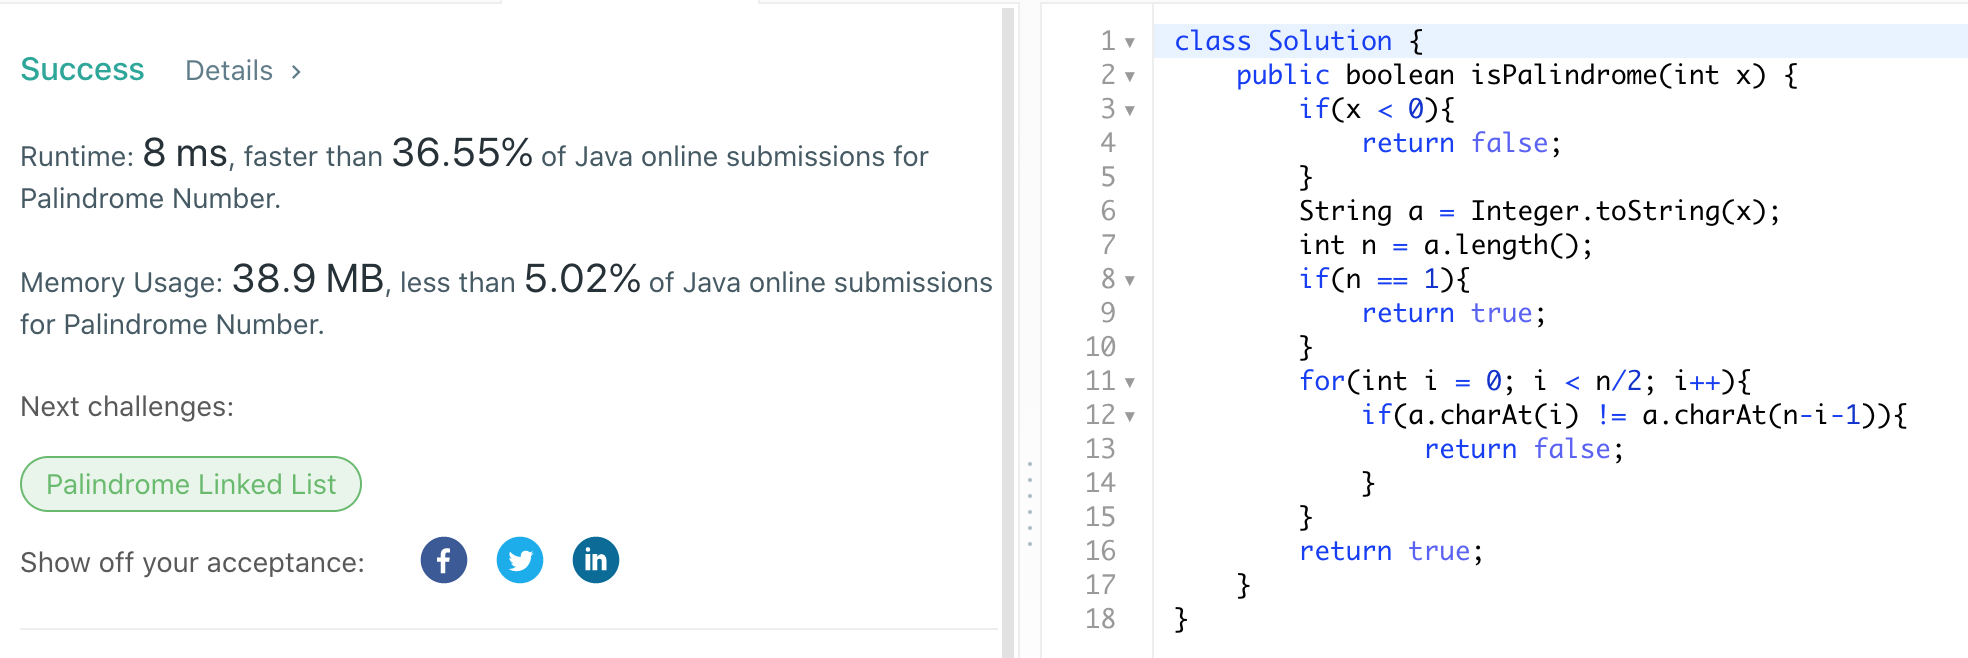 Success Details >
Runtime: 8 ms, faster than 36.55% of Java online submissions for
Palindrome Number.
Memory Usage: 38.9 MB, less than 5.02% of Java online submissions
for Palindrome Number.
Next challenges:
Palindrome Linked List
Show off your acceptance: f in
1 class Solution {
2     public boolean isPalindrome(int x) {
3         if(x < 0){
4             return false;
5         }
6         String a = Integer.toString(x);
7         int n = a.length();
8         if(n == 1){
9             return true;
10         }
11         for(int i = 0; i < n/2; i++){
12             if(a.charAt(i) != a.charAt(n-i-1)){
13                 return false;
14             }
15         }
16         return true;
17     }
18 }